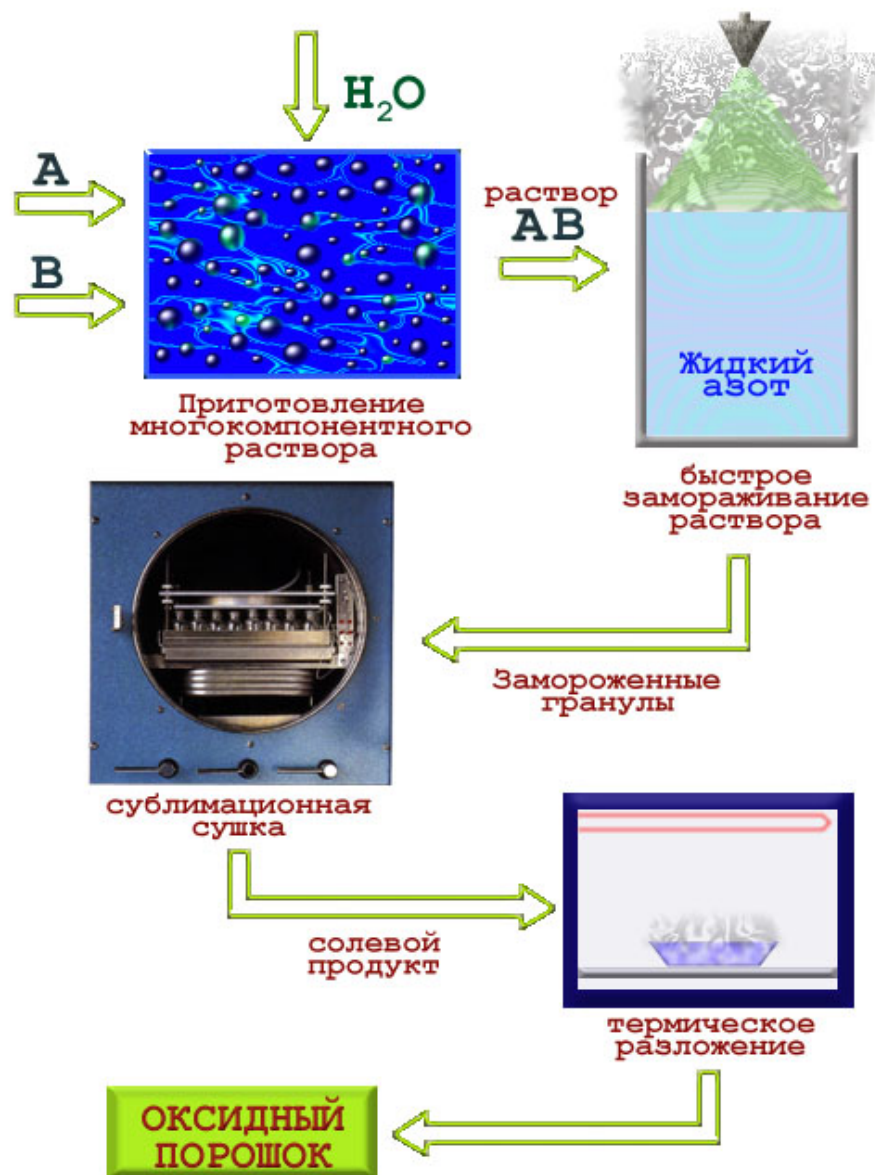 H₂O
A
B
раствор
AB
Жидкий
азот
Приготовление
многокомпонентного
раствора
быстрое
замораживание
раствора
Замороженные
гранулы
сублимационная
сушка
солевой
продукт
термическое
разложение
ОКСИДНЫЙ
ПОРОШОК